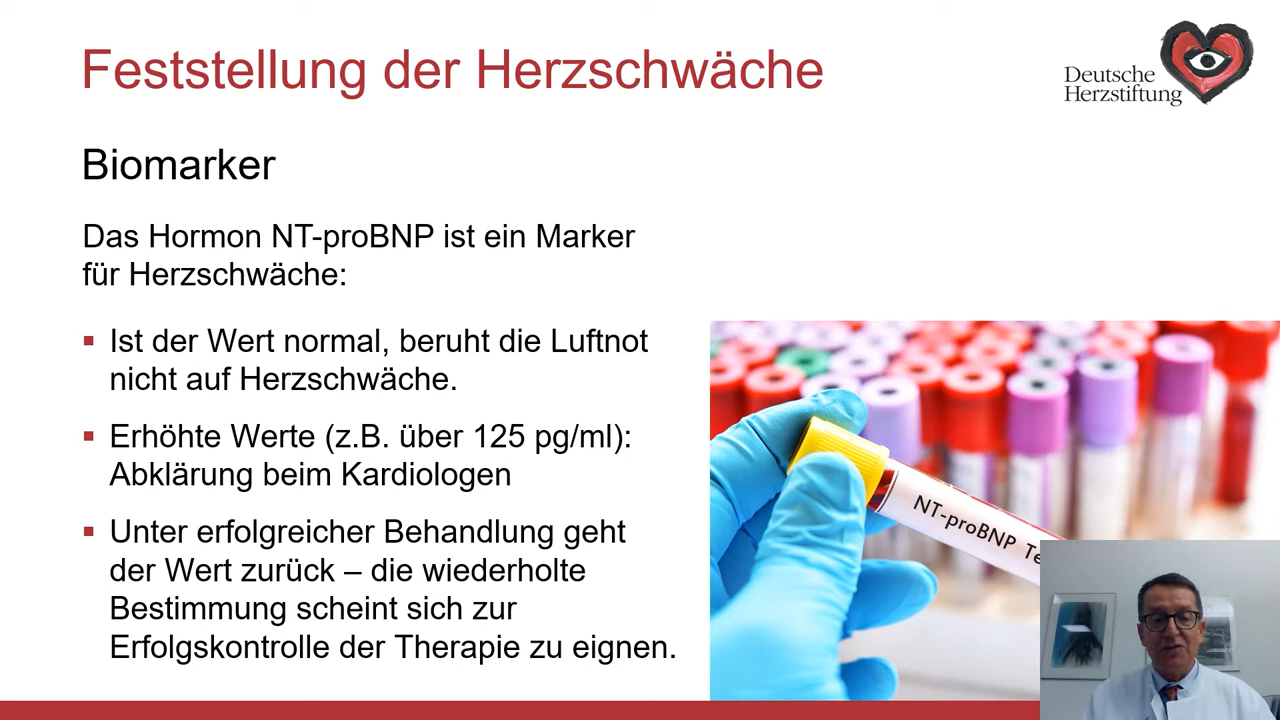 Feststellung der Herzschwäche
Deutsche
Herzstiftung
Biomarker
Das Hormon NT-proBNP ist ein Marker
für Herzschwäche:
▪ Ist der Wert normal, beruht die Luftnot
nicht auf Herzschwäche.
▪ Erhöhte Werte (z.B. über 125 pg/ml):
Abklärung beim Kardiologen
▪ Unter erfolgreicher Behandlung geht
der Wert zurück – die wiederholte
Bestimmung scheint sich zur
Erfolgskontrolle der Therapie zu eignen.
NT-proBNP